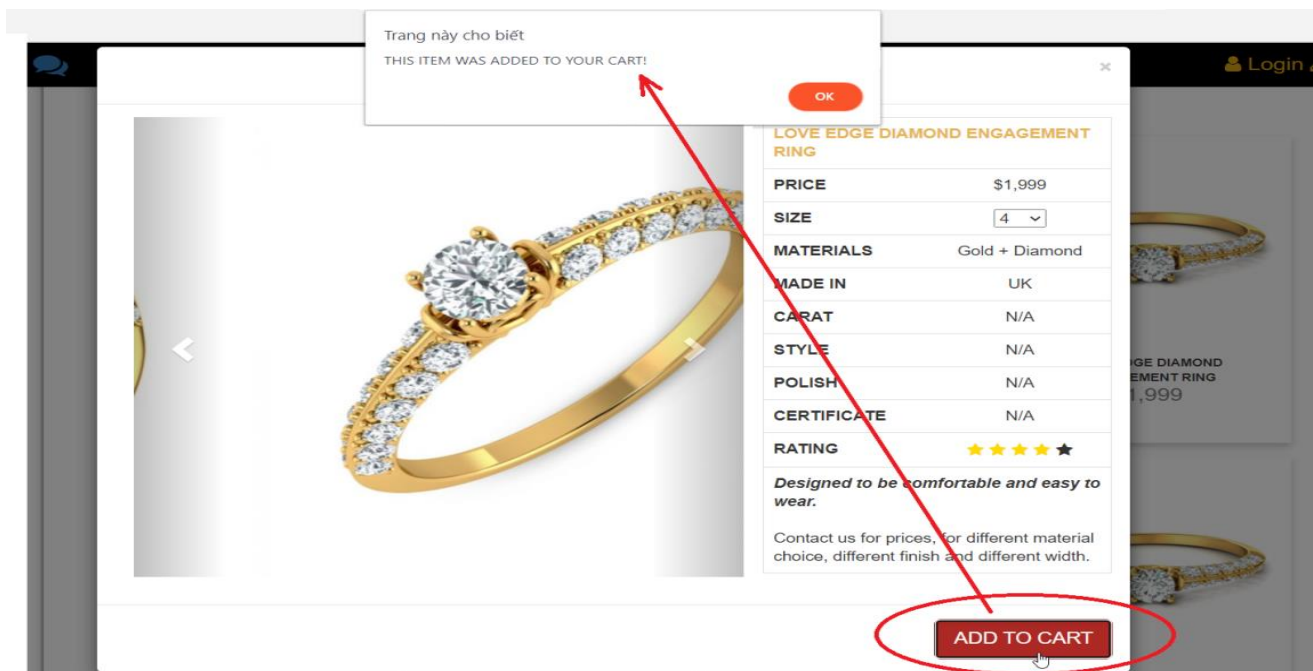 Trang này cho biết
THIS ITEM WAS ADDED TO YOUR CART!
OK
Login
×
LOVE EDGE DIAMOND ENGAGEMENT
RING
PRICE $1,999
SIZE 4
MATERIALS Gold + Diamond
MADE IN UK
CARAT N/A
STYLE N/A
POLISH N/A
CERTIFICATE N/A
RATING
Designed to be comfortable and easy to
wear.
Contact us for prices, for different material
choice, different finish and different width.
ADD TO CART
DIAMOND
RING
,999